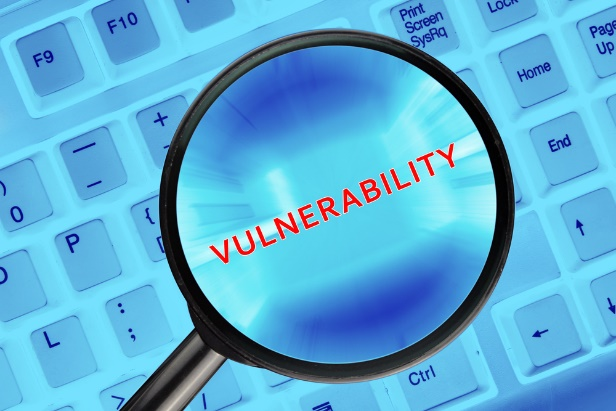 F9
F10
Print
Screen
SysRq
Lock
Page
Up
Home
End
+
—
_
)
0
{
P
:
;
L
>
/
Ctrl
←
↑
↓
VULNERABILITY